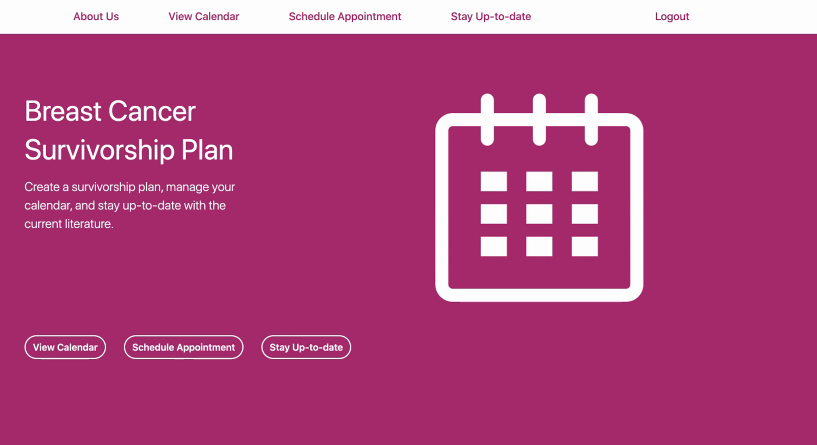 About Us View Calendar Schedule Appointment Stay Up-to-date Logout
Breast Cancer
Survivorship Plan
Create a survivorship plan, manage your
calendar, and stay up-to-date with the
current literature.
View Calendar Schedule Appointment Stay Up-to-date